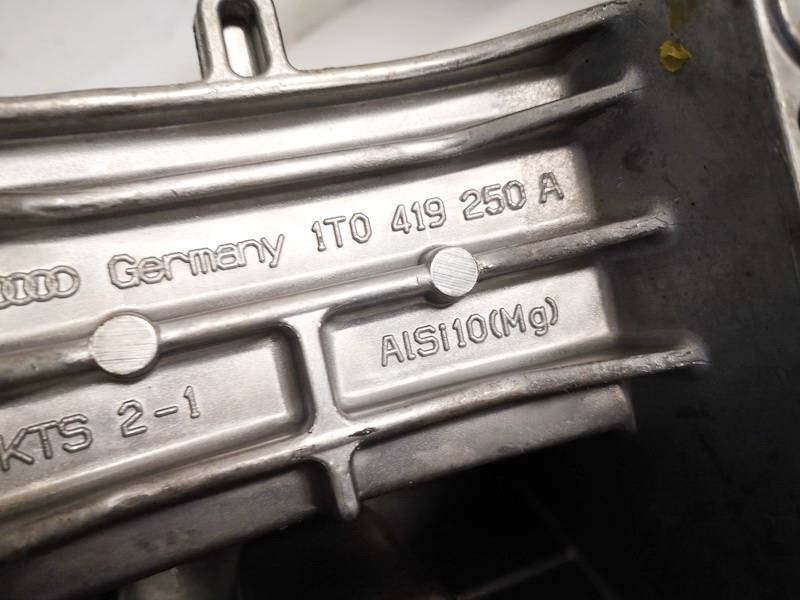 Germany 1T0 419 250 A
AlSi10(Mg)
KTS 2-1